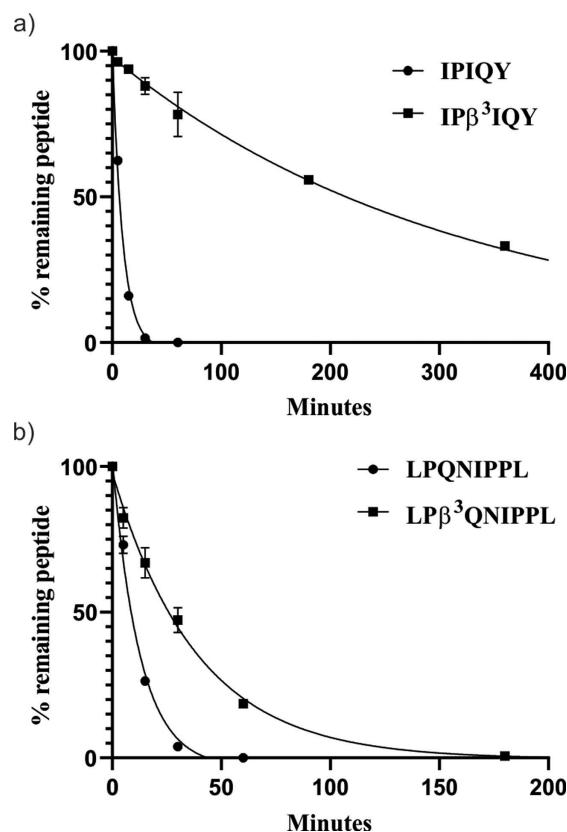 a)
100
50
0
% remaining peptide
IPIQY
IPβ³IQY
0 100 200 300 400
Minutes
b)
100
50
0
% remaining peptide
LPQNIPPL
LPβ³QNIPPL
0 50 100 150 200
Minutes